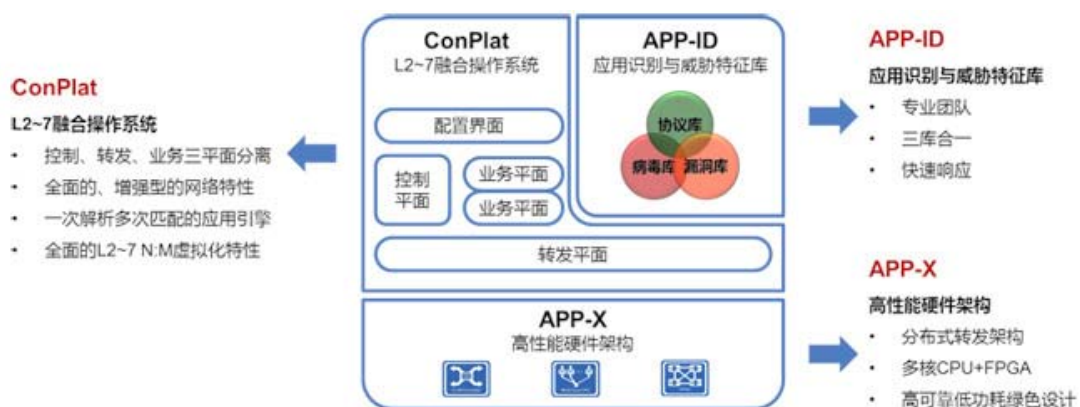 ConPlat
L2~7融合操作系统
• 控制、转发、业务三平面分离
• 全面的、增强型的网络特性
• 一次解析多次匹配的应用引擎
• 全面的L2~7 N:M虚拟化特性
ConPlat
L2~7融合操作系统
配置界面
控制
平面
业务平面
业务平面
转发平面
APP-ID
应用识别与威胁特征库
协议库
病毒库
漏洞库
APP-X
高性能硬件架构
APP-ID
应用识别与威胁特征库
• 专业团队
• 三库合一
• 快速响应
APP-X
高性能硬件架构
• 分布式转发架构
• 多核CPU+FPGA
• 高可靠低功耗绿色设计